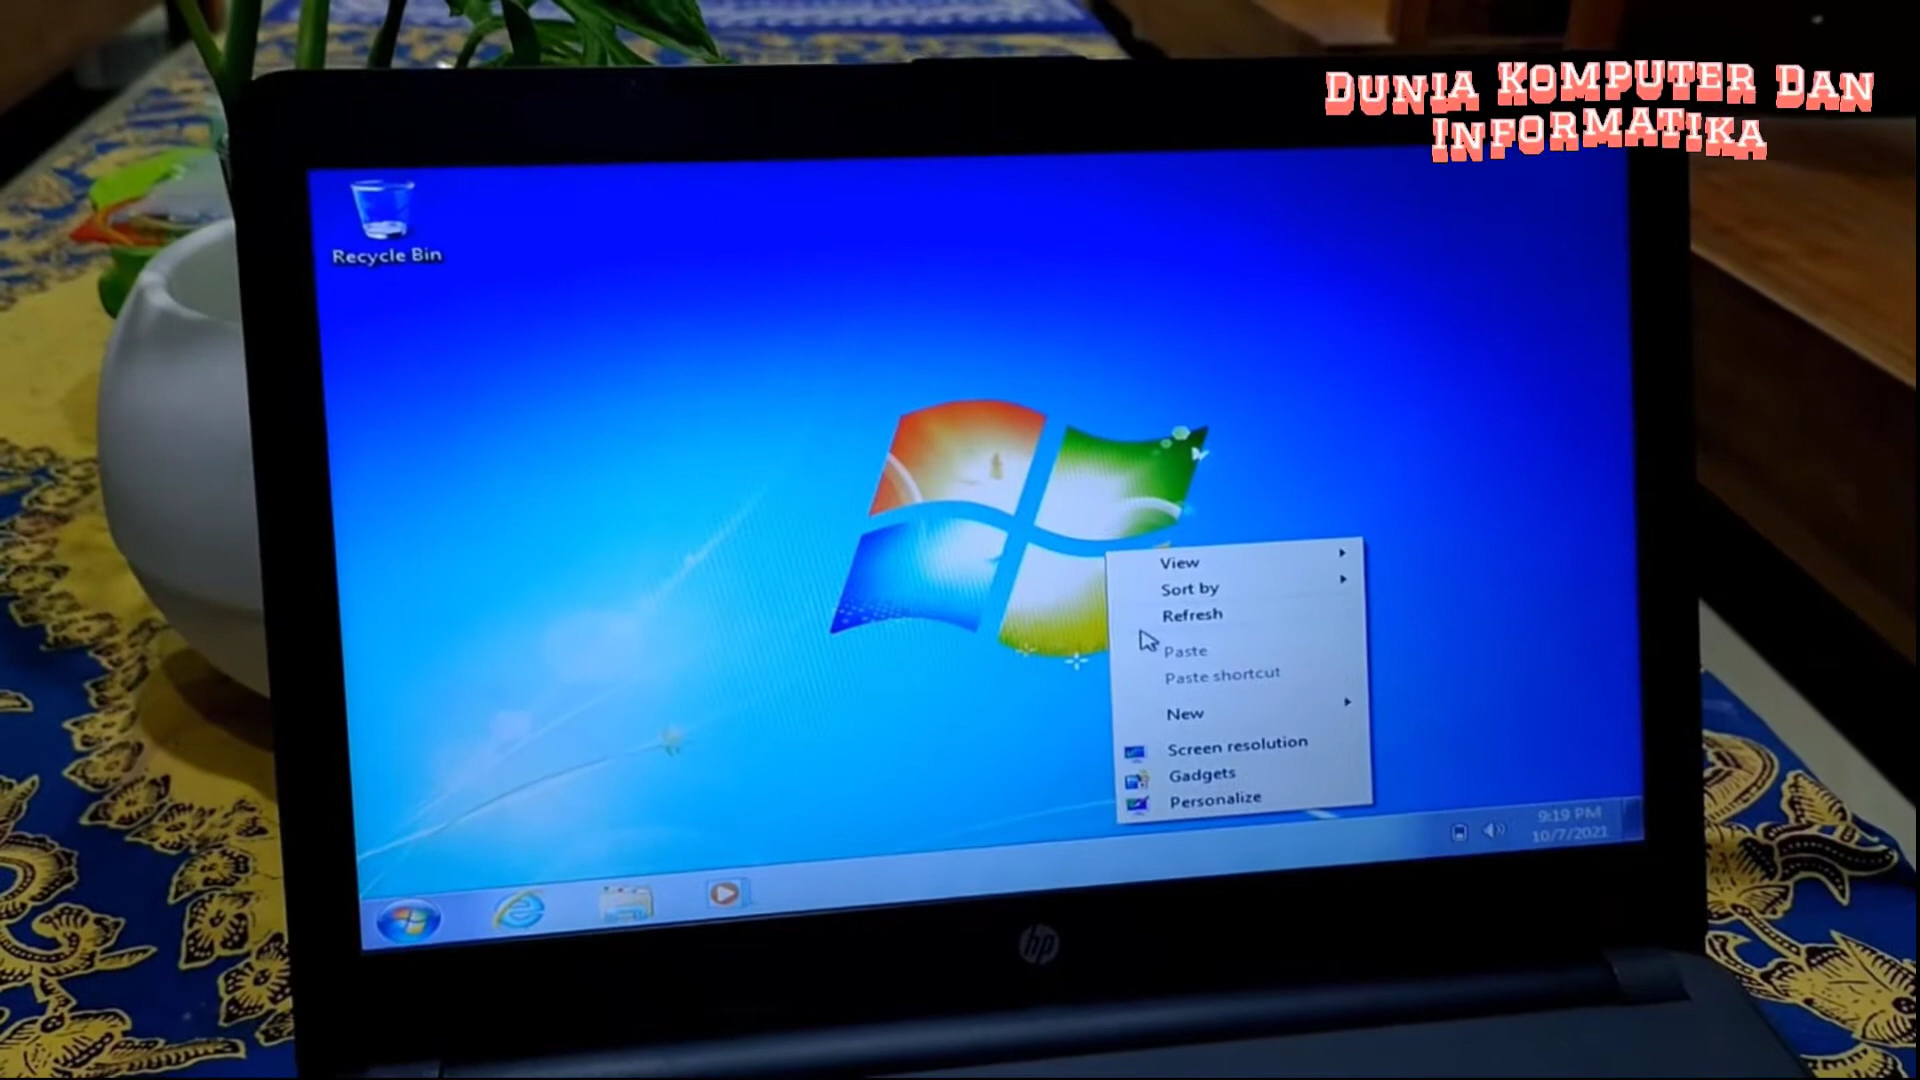 Dunia Komputer Dan
Informatika
Recycle Bin
View
Sort by
Refresh
Paste
Paste shortcut
New
Screen resolution
Gadgets
Personalize
9:19 PM
10/7/2021
hp